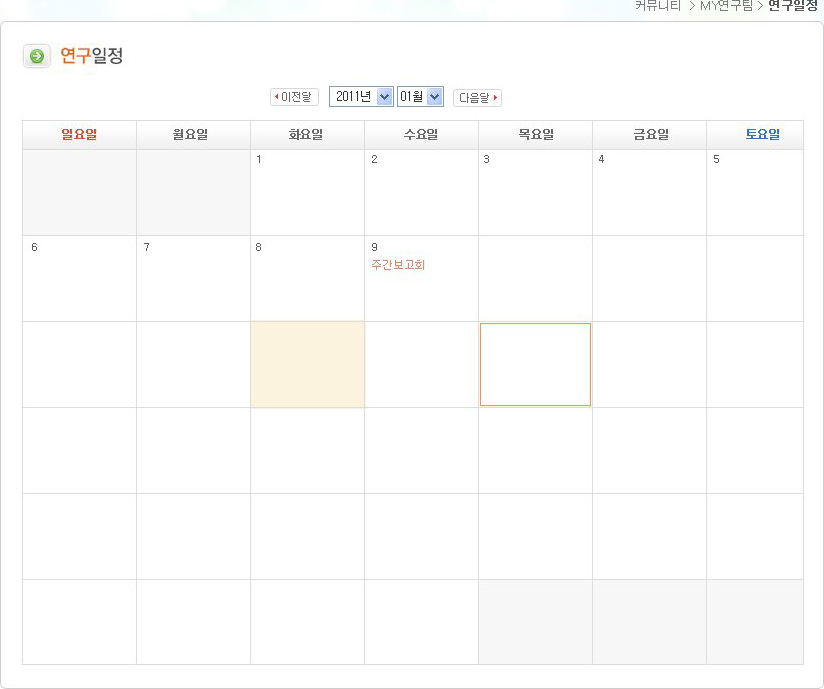 커뮤니티 > MY연구팀 > 연구일정
연구일정
이전달 2011년 01월 다음달
일요일 월요일 화요일 수요일 목요일 금요일 토요일
1 2 3 4 5
6 7 8 9
주간보고회